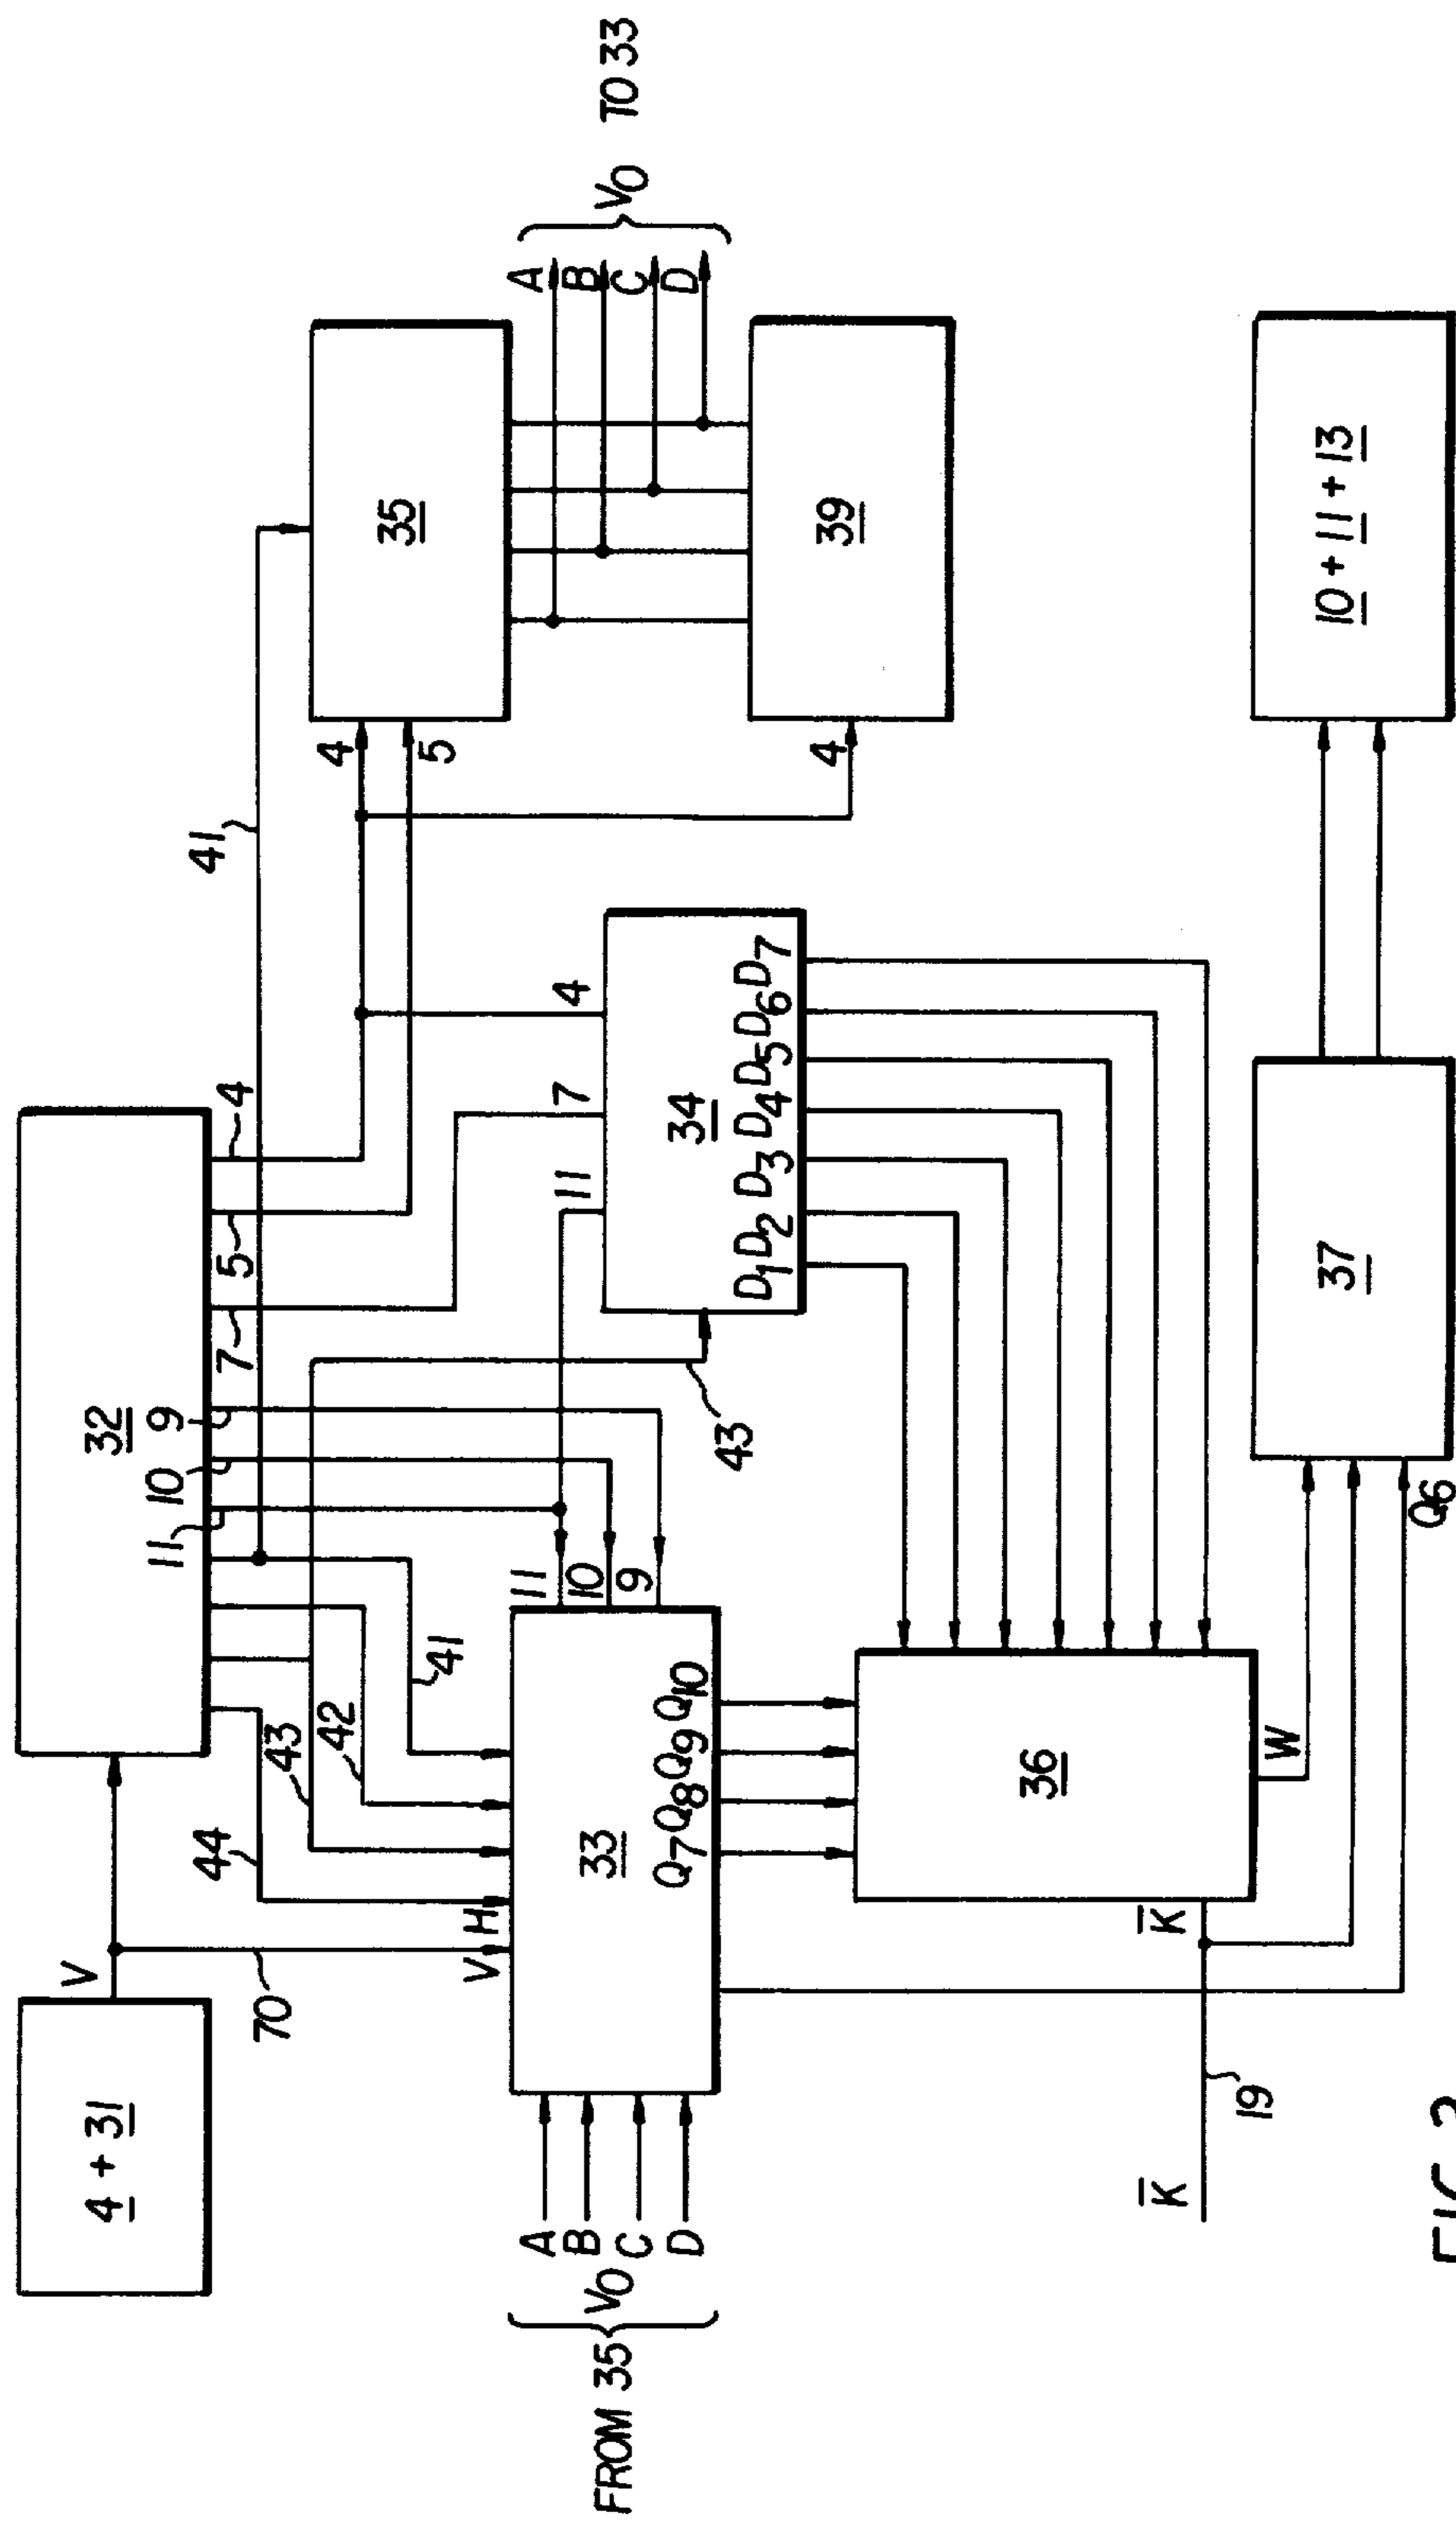 4 + 31
V
70
44
43
42
41
32
11
10
9
7
5
4
41
V
H
11
10
9
FROM 35
V0
A
B
C
D
33
Q7
Q8
Q9
Q10
43
11
7
4
34
D1
D2
D3
D4
D5
D6
D7
4
5
35
A
B
C
D
V0
TO 33
4
39
K̅
19
K̅
36
W
Q6
37
10 + 11 + 13